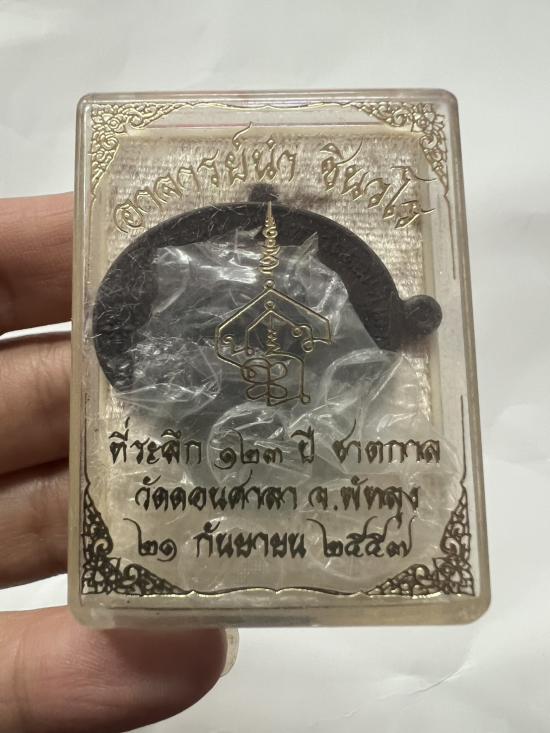 อาจารย์นำ ชินวโร
ที่ระลึก ๑๒๓ ปี ชาตกาล
วัดดอนศาลา จ.พัทลุง
๒๑ กันยายน ๒๕๕๗